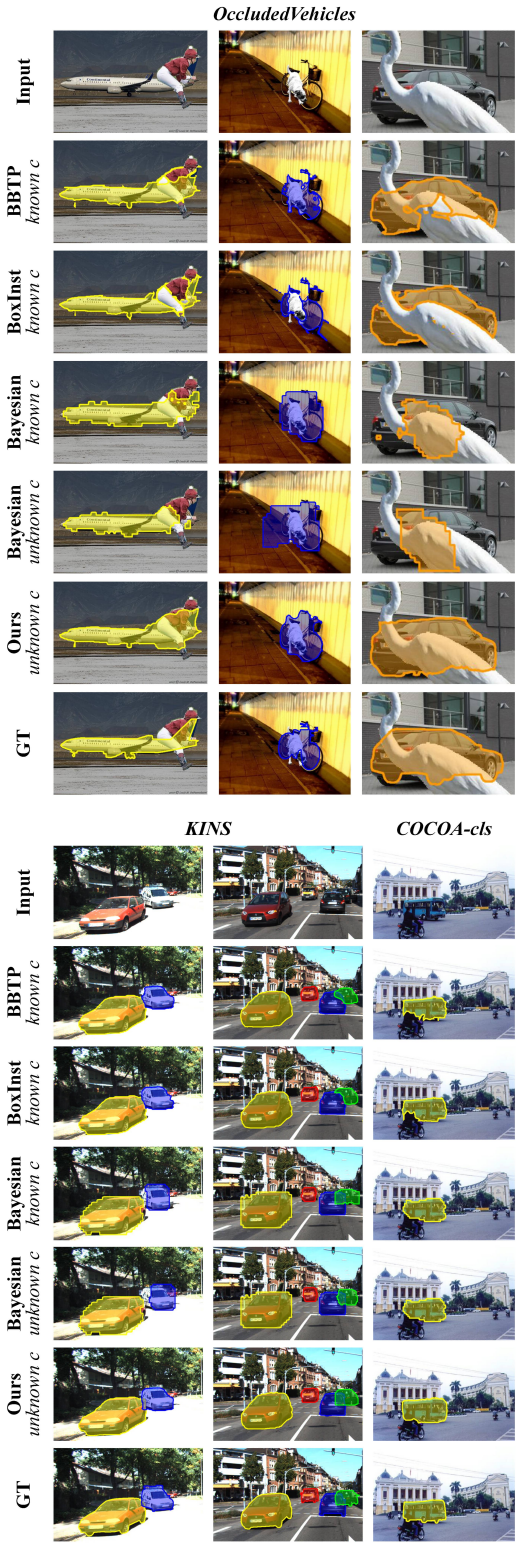 OccludedVehicles
Input
BBTP
known c
BoxInst
known c
Bayesian
known c
Bayesian
unknown c
Ours
unknown c
GT
KINS COCOA-cls
Input
BBTP
known c
BoxInst
known c
Bayesian
known c
Bayesian
unknown c
Ours
unknown c
GT